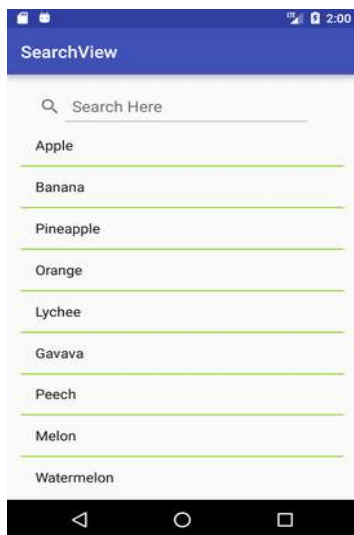 2:00
SearchView
Search Here
Apple
Banana
Pineapple
Orange
Lychee
Gavava
Peech
Melon
Watermelon